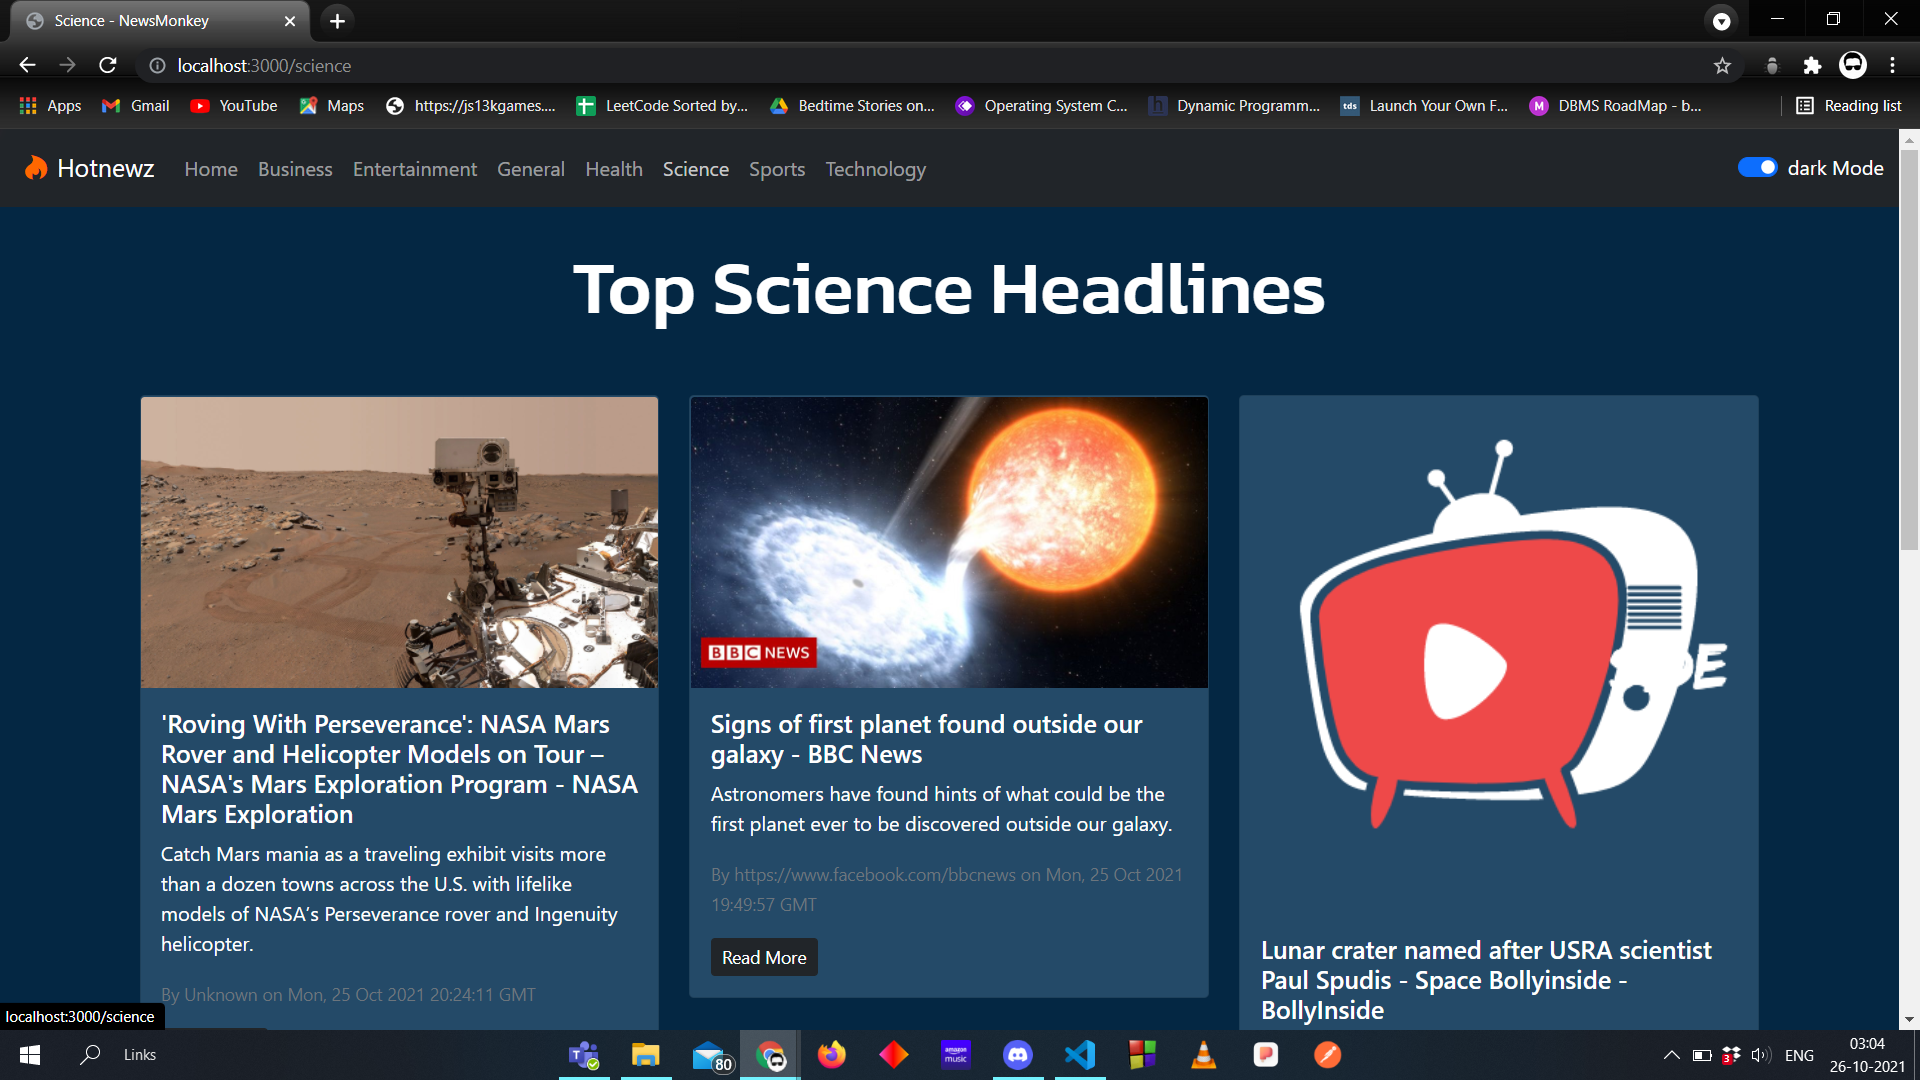 Science - NewsMonkey
localhost:3000/science
Apps
Gmail
YouTube
Maps
https://js13kgames....
LeetCode Sorted by...
Bedtime Stories on...
Operating System C...
h
Dynamic Programm...
tds
Launch Your Own F...
M
DBMS RoadMap - b...
Reading list
Hotnewz
Home
Business
Entertainment
General
Health
Science
Sports
Technology
dark Mode
Top Science Headlines
BBC NEWS
'Roving With Perseverance': NASA Mars
Rover and Helicopter Models on Tour –
NASA's Mars Exploration Program - NASA
Mars Exploration
Catch Mars mania as a traveling exhibit visits more
than a dozen towns across the U.S. with lifelike
models of NASA’s Perseverance rover and Ingenuity
helicopter.
By Unknown on Mon, 25 Oct 2021 20:24:11 GMT
Signs of first planet found outside our
galaxy - BBC News
Astronomers have found hints of what could be the
first planet ever to be discovered outside our galaxy.
By https://www.facebook.com/bbcnews on Mon, 25 Oct 2021
19:49:57 GMT
Read More
Lunar crater named after USRA scientist
Paul Spudis - Space Bollyinside -
BollyInside
localhost:3000/science
Links
80
amazon
music
3
ENG
03:04
26-10-2021